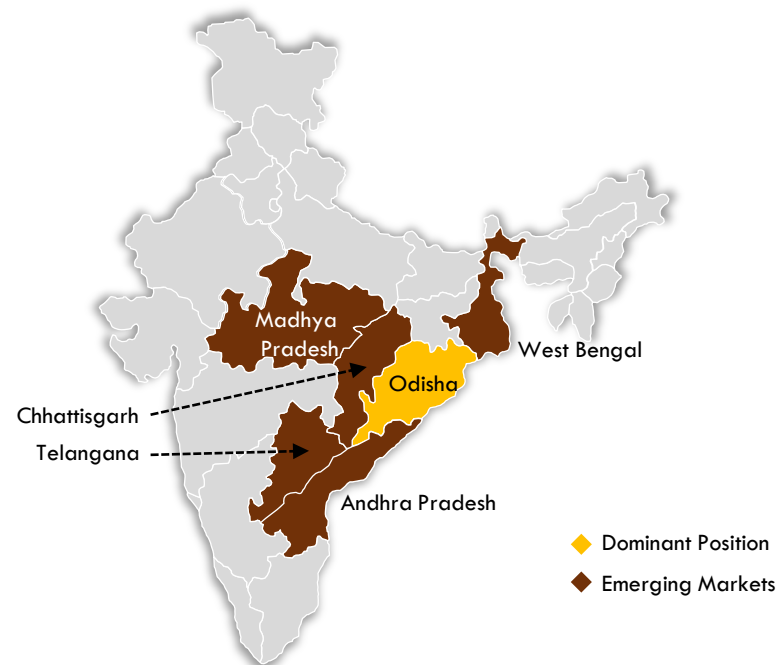 Madhya
Pradesh
West Bengal
Odisha
Chhattisgarh
Telangana
Andhra Pradesh
Dominant Position
Emerging Markets